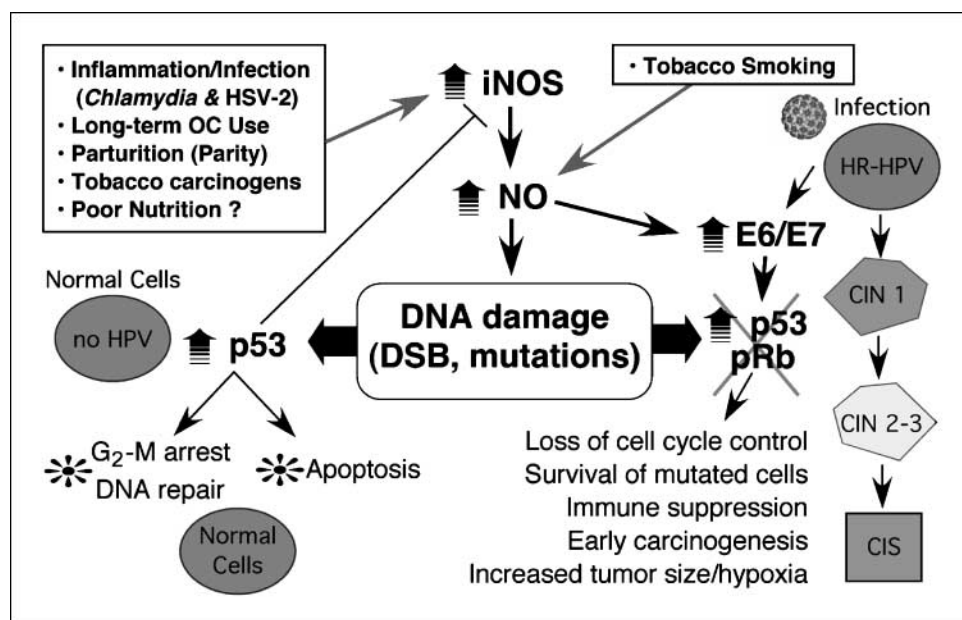 · Inflammation/Infection
(Chlamydia & HSV-2)
· Long-term OC Use
· Parturition (Parity)
· Tobacco carcinogens
· Poor Nutrition ?
iNOS
· Tobacco Smoking
Infection
HR-HPV
NO
E6/E7
CIN 1
Normal Cells
no HPV
p53
DNA damage
(DSB, mutations)
p53
pRb
CIN 2-3
G2-M arrest
DNA repair
Apoptosis
Normal
Cells
Loss of cell cycle control
Survival of mutated cells
Immune suppression
Early carcinogenesis
Increased tumor size/hypoxia
CIS